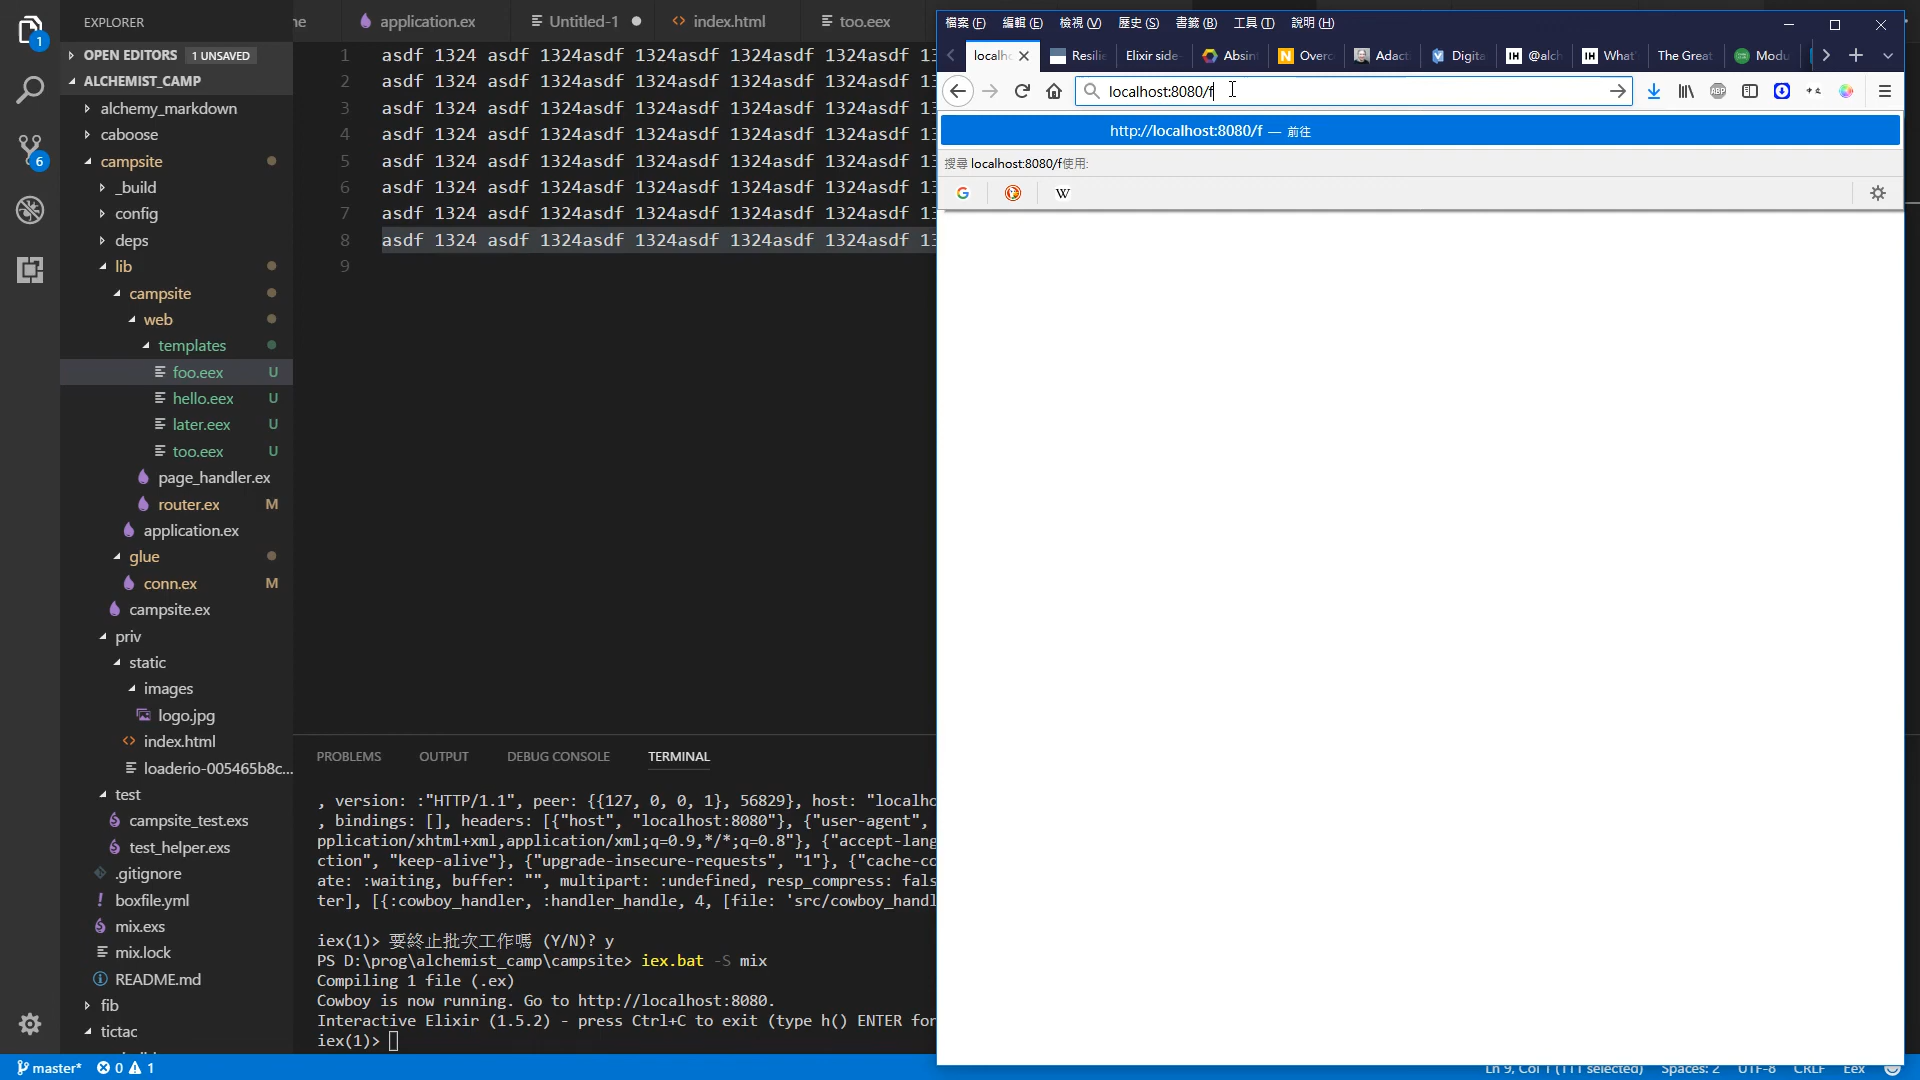 EXPLORER
OPEN EDITORS 1 UNSAVED
ALCHEMIST_CAMP
alchemy_markdown
caboose
campsite
_build
config
deps
lib
campsite
web
templates
foo.eex U
hello.eex U
later.eex U
too.eex U
page_handler.ex
router.ex M
application.ex
glue
conn.ex M
campsite.ex
priv
static
images
logo.jpg
index.html
loaderio-005465b8c...
test
campsite_test.exs
test_helper.exs
.gitignore
boxfile.yml
mix.exs
mix.lock
README.md
fib
tictac
1
6
application.ex Untitled-1 index.html too.eex
1 asdf 1324 asdf 1324asdf 1324asdf 1324asdf 1324asdf 13
2 asdf 1324 asdf 1324asdf 1324asdf 1324asdf 1324asdf 13
3 asdf 1324 asdf 1324asdf 1324asdf 1324asdf 1324asdf 13
4 asdf 1324 asdf 1324asdf 1324asdf 1324asdf 1324asdf 13
5 asdf 1324 asdf 1324asdf 1324asdf 1324asdf 1324asdf 13
6 asdf 1324 asdf 1324asdf 1324asdf 1324asdf 1324asdf 13
7 asdf 1324 asdf 1324asdf 1324asdf 1324asdf 1324asdf 13
8 asdf 1324 asdf 1324asdf 1324asdf 1324asdf 1324asdf 13
9
PROBLEMS OUTPUT DEBUG CONSOLE TERMINAL
, version: :"HTTP/1.1", peer: {{127, 0, 0, 1}, 56829}, host: "localho
, bindings: [], headers: [{"host", "localhost:8080"}, {"user-agent",
pplication/xhtml+xml,application/xml;q=0.9,*/*;q=0.8"}, {"accept-lang
ction", "keep-alive"}, {"upgrade-insecure-requests", "1"}, {"cache-co
ate: :waiting, buffer: "", multipart: :undefined, resp_compress: fals
ter], [{:cowboy_handler, :handler_handle, 4, [file: 'src/cowboy_handl
iex(1)> 要終止批次工作嗎 (Y/N)? y
PS D:\prog\alchemist_camp\campsite> iex.bat -S mix
Compiling 1 file (.ex)
Cowboy is now running. Go to http://localhost:8080.
Interactive Elixir (1.5.2) - press Ctrl+C to exit (type h() ENTER for
iex(1)>
檔案 (F) 編輯 (E) 檢視 (V) 歷史 (S) 書籤 (B) 工具 (T) 說明 (H)
localh Resilie Elixir side Absin Overc Adact Digita IH @alch IH What The Great Modu
localhost:8080/f
http://localhost:8080/f — 前往
搜尋 localhost:8080/f使用:
G W
master* 0 1
Ln 9, Col 1 (111 selected) Spaces: 2 UTF-8 CRLF Eex